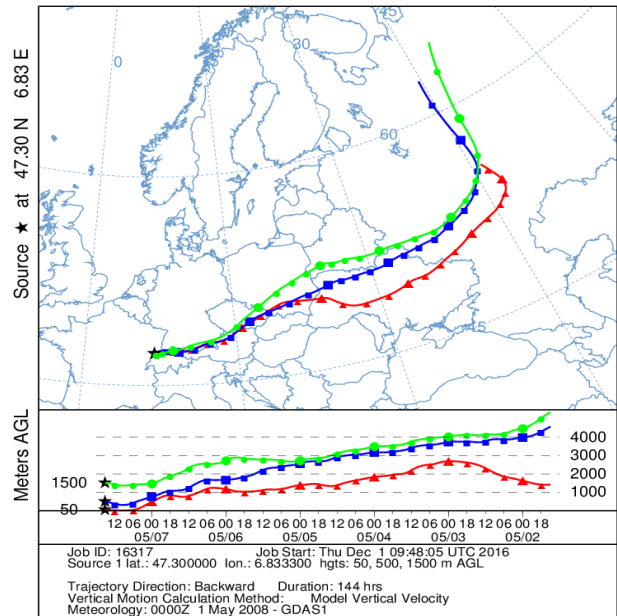 Source ★ at 47.30 N 6.83 E
0
30
45
60
Meters AGL
4000
3000
1500
2000
1000
50
12 06 00 18 12 06 00 18 12 06 00 18 12 06 00 18 12 06 00 18 12 06 00 18
05/07 05/06 05/05 05/04 05/03 05/02
Job ID: 16317 Job Start: Thu Dec 1 09:48:05 UTC 2016
Source 1 lat.: 47.300000 lon.: 6.833300 hgts: 50, 500, 1500 m AGL
Trajectory Direction: Backward Duration: 144 hrs
Vertical Motion Calculation Method: Model Vertical Velocity
Meteorology: 0000Z 1 May 2008 - GDAS1